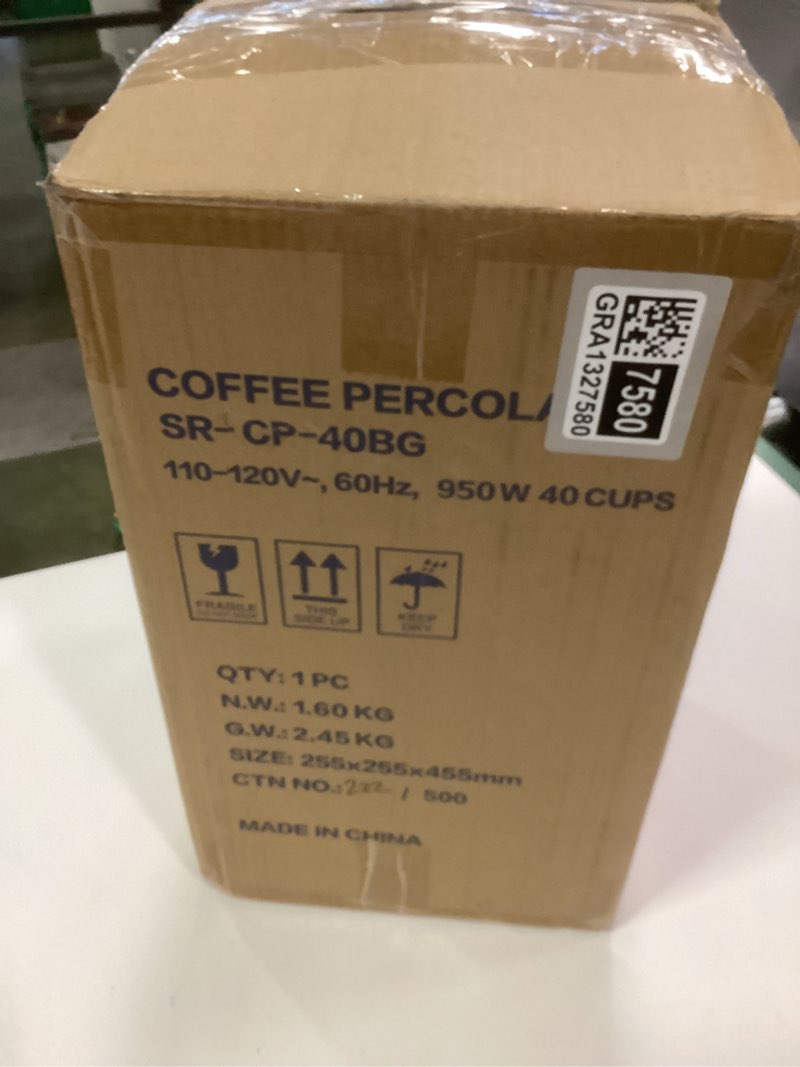 COFFEE PERCOLA
SR-CP-40BG
110-120V~, 60Hz, 950W 40 CUPS
GRA1327580
7580
FRAGILE
THIS
SIDE UP
KEEP
DRY
QTY: 1 PC
N.W.: 1.60 KG
G.W.: 2.45 KG
SIZE: 255x255x455mm
CTN NO.: / 500
MADE IN CHINA